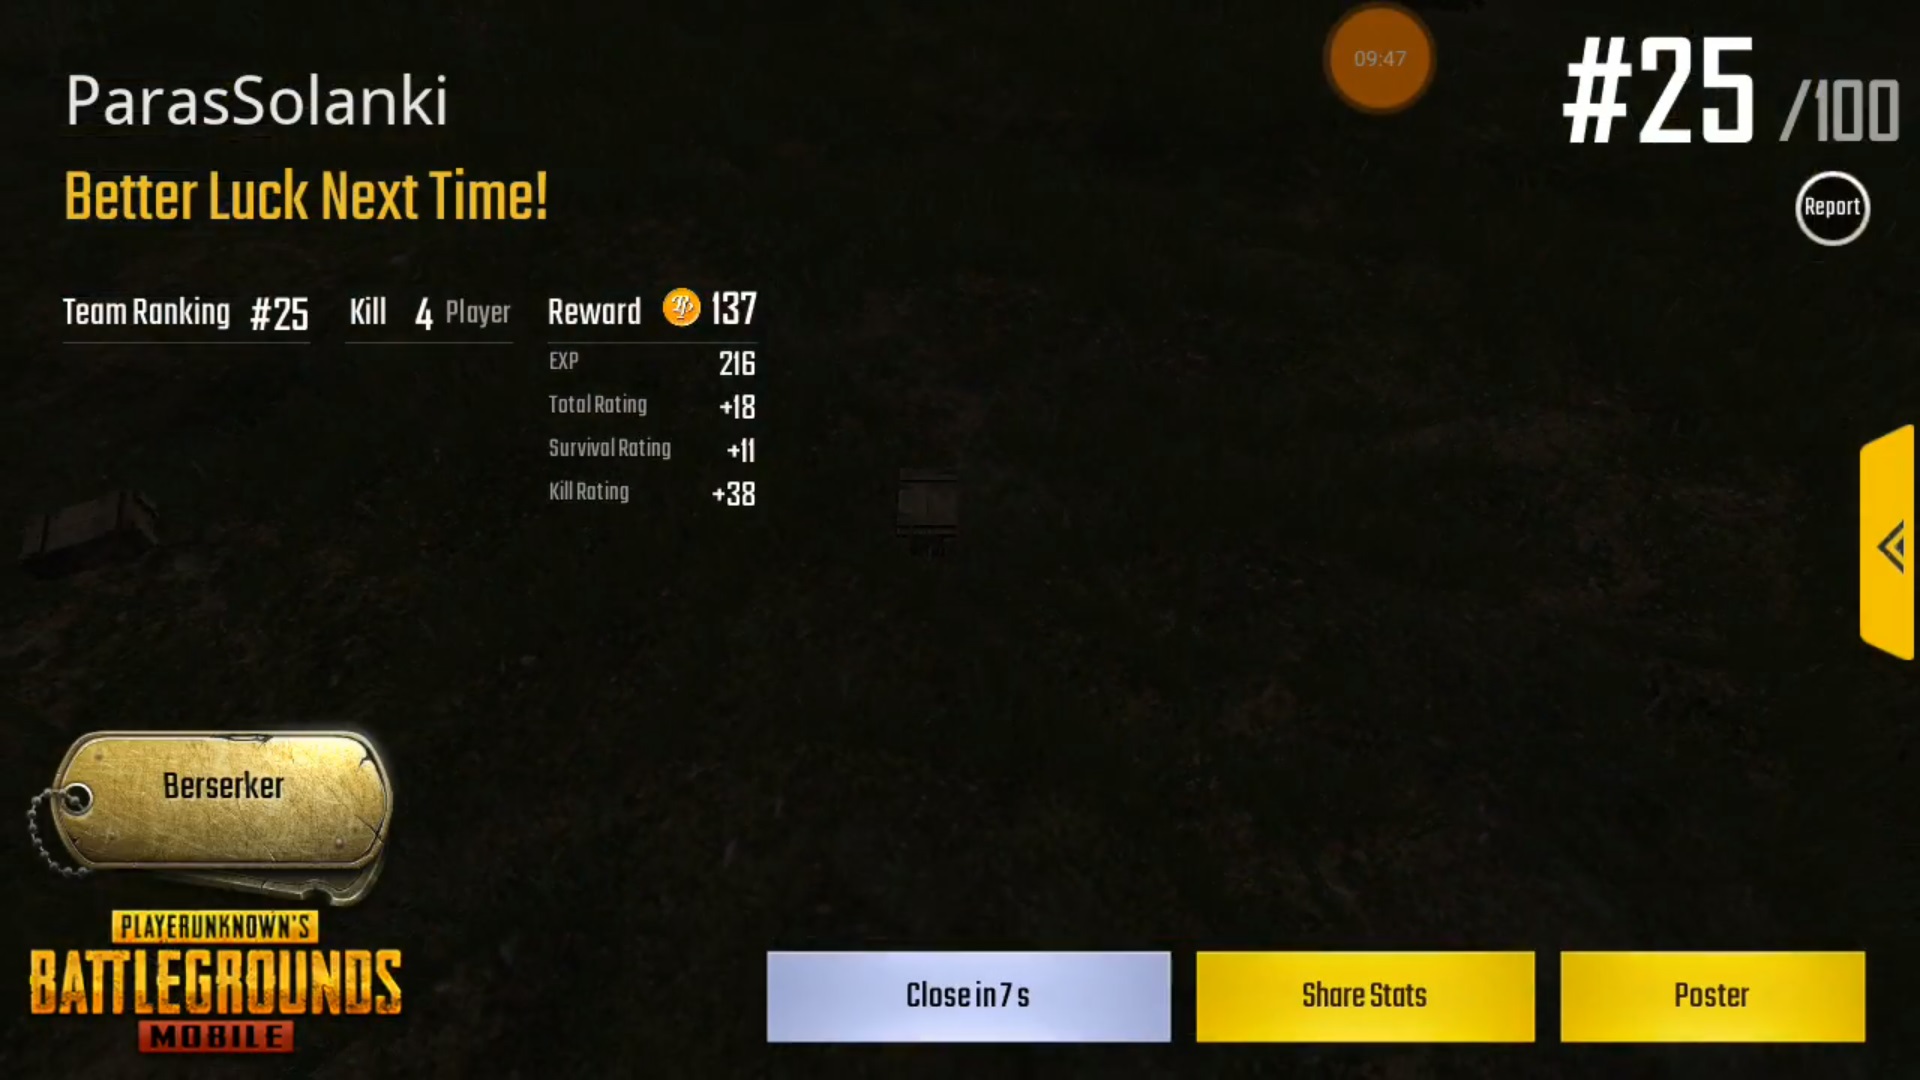 09:47
#25 /100
ParasSolanki
Better Luck Next Time!
Report
Team Ranking #25 Kill 4 Player Reward 137
EXP 216
Total Rating +18
Survival Rating +11
Kill Rating +38
Berserker
PLAYERUNKNOWN'S
BATTLEGROUNDS
MOBILE
Close in 7 s Share Stats Poster